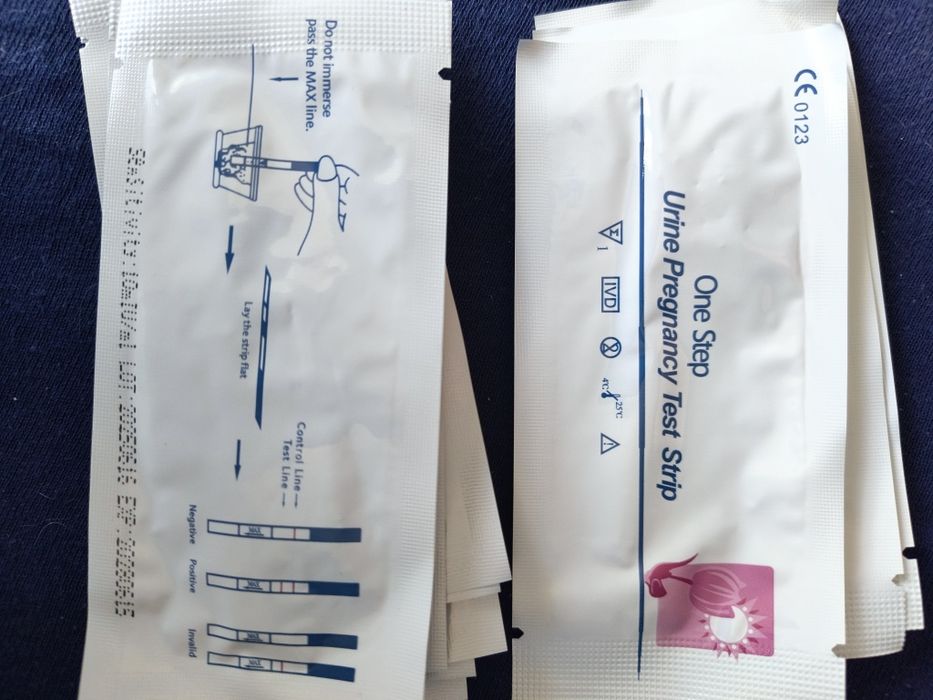 Do not immerse
pass the MAX line.
Lay the strip flat
Control Line
Test Line
Negative
Positive
Invalid
CE 0123
One Step
Urine Pregnancy Test Strip
1
IVD
4°C
25°C